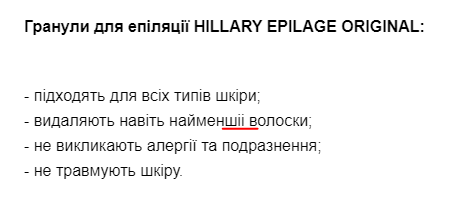 Гранули для епіляції HILLARY EPILAGE ORIGINAL:
- підходять для всіх типів шкіри;
- видаляють навіть найменшіі волоски;
- не викликають алергії та подразнення;
- не травмують шкіру.